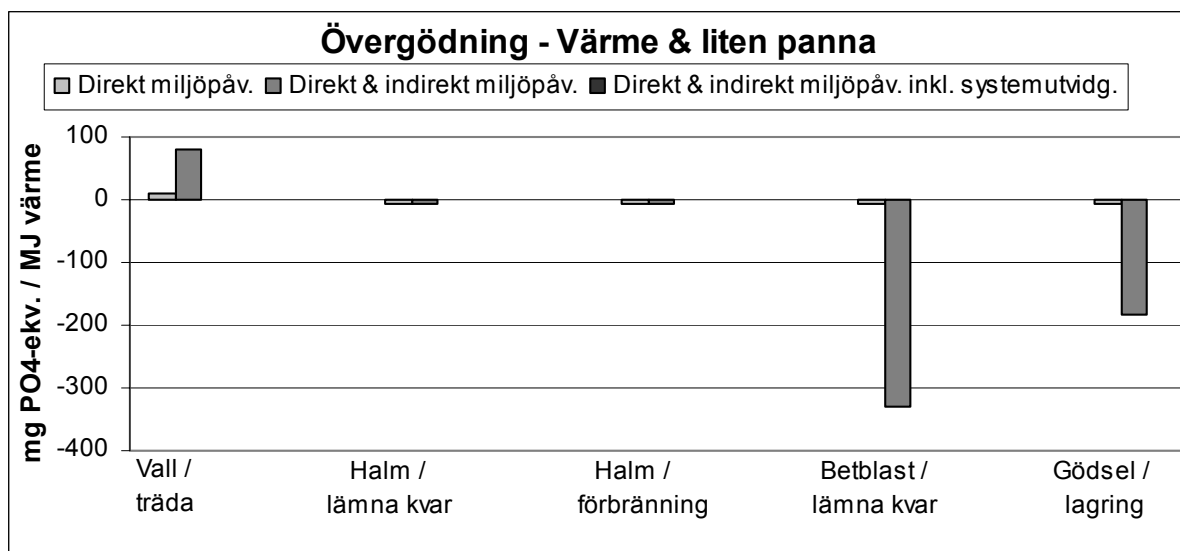 Övergödning - Värme & liten panna
Direkt miljöpåv. Direkt & indirekt miljöpåv. Direkt & indirekt miljöpåv. inkl. systemutvidg.
mg PO4-ekv. / MJ värme
100
0
-100
-200
-300
-400
Vall / träda
Halm / lämna kvar
Halm / förbränning
Betblast / lämna kvar
Gödsel / lagring